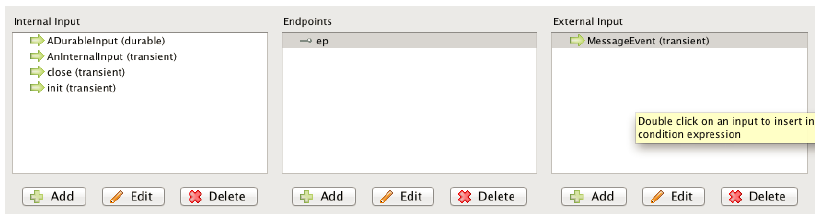 Internal Input
ADurableInput (durable)
AnInternalInput (transient)
close (transient)
init (transient)
Add Edit Delete
Endpoints
ep
Add Edit Delete
External Input
MessageEvent (transient)
Double click on an input to insert in
condition expression
Add Edit Delete